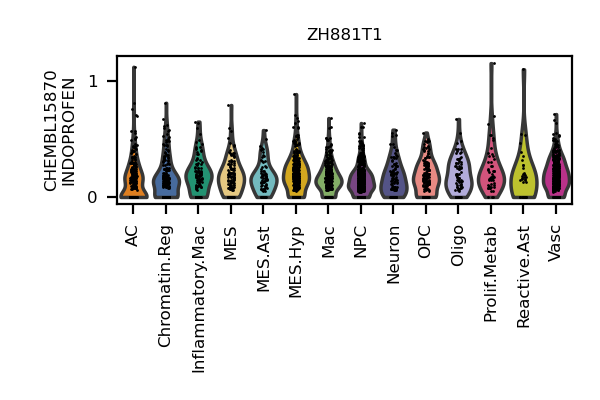 ZH881T1
CHEMBL15870
INDOPROFEN
1
0
AC
Chromatin.Reg
Inflammatory.Mac
MES
MES.Ast
MES.Hyp
Mac
NPC
Neuron
OPC
Oligo
Prolif.Metab
Reactive.Ast
Vasc